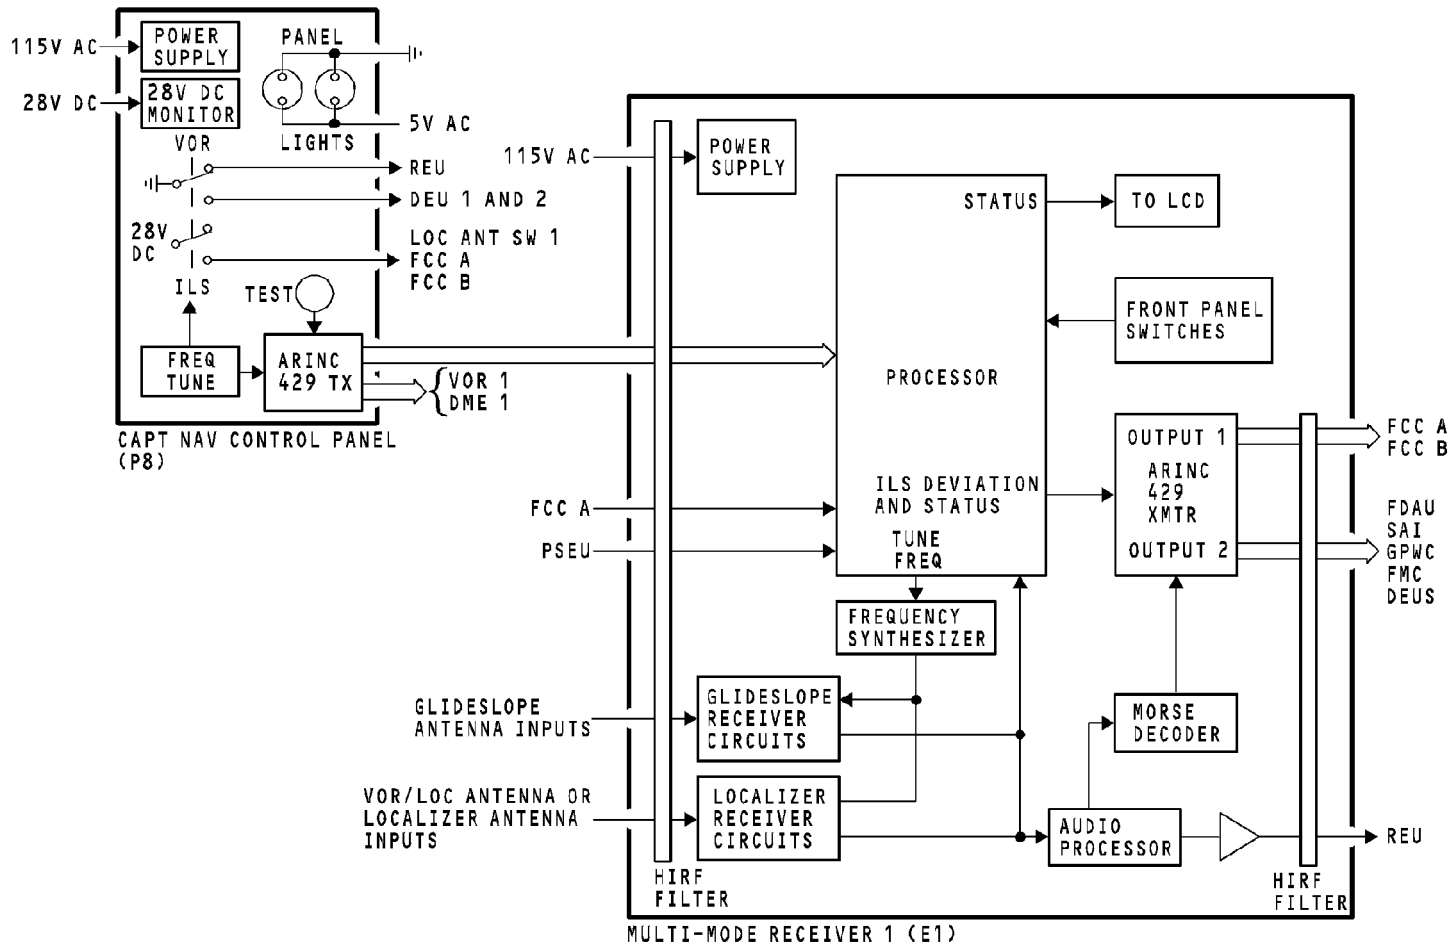 115V AC
POWER
SUPPLY
PANEL
28V DC
28V DC
MONITOR
5V AC
LIGHTS
VOR
REU
DEU 1 AND 2
28V
DC
LOC ANT SW 1
FCC A
FCC B
ILS
TEST
FREQ
TUNE
ARINC
429 TX
VOR 1
DME 1
CAPT NAV CONTROL PANEL
(P8)
115V AC
POWER
SUPPLY
STATUS
TO LCD
FRONT PANEL
SWITCHES
PROCESSOR
OUTPUT 1
ARINC
429
XMTR
OUTPUT 2
FCC A
FCC B
ILS DEVIATION
AND STATUS
FCC A
PSEU
TUNE
FREQ
FDAU
SAI
GPWC
FMC
DEUS
FREQUENCY
SYNTHESIZER
GLIDESLOPE
ANTENNA INPUTS
GLIDESLOPE
RECEIVER
CIRCUITS
MORSE
DECODER
VOR/LOC ANTENNA OR
LOCALIZER ANTENNA
INPUTS
LOCALIZER
RECEIVER
CIRCUITS
AUDIO
PROCESSOR
REU
HIRF
FILTER
HIRF
FILTER
MULTI-MODE RECEIVER 1 (E1)